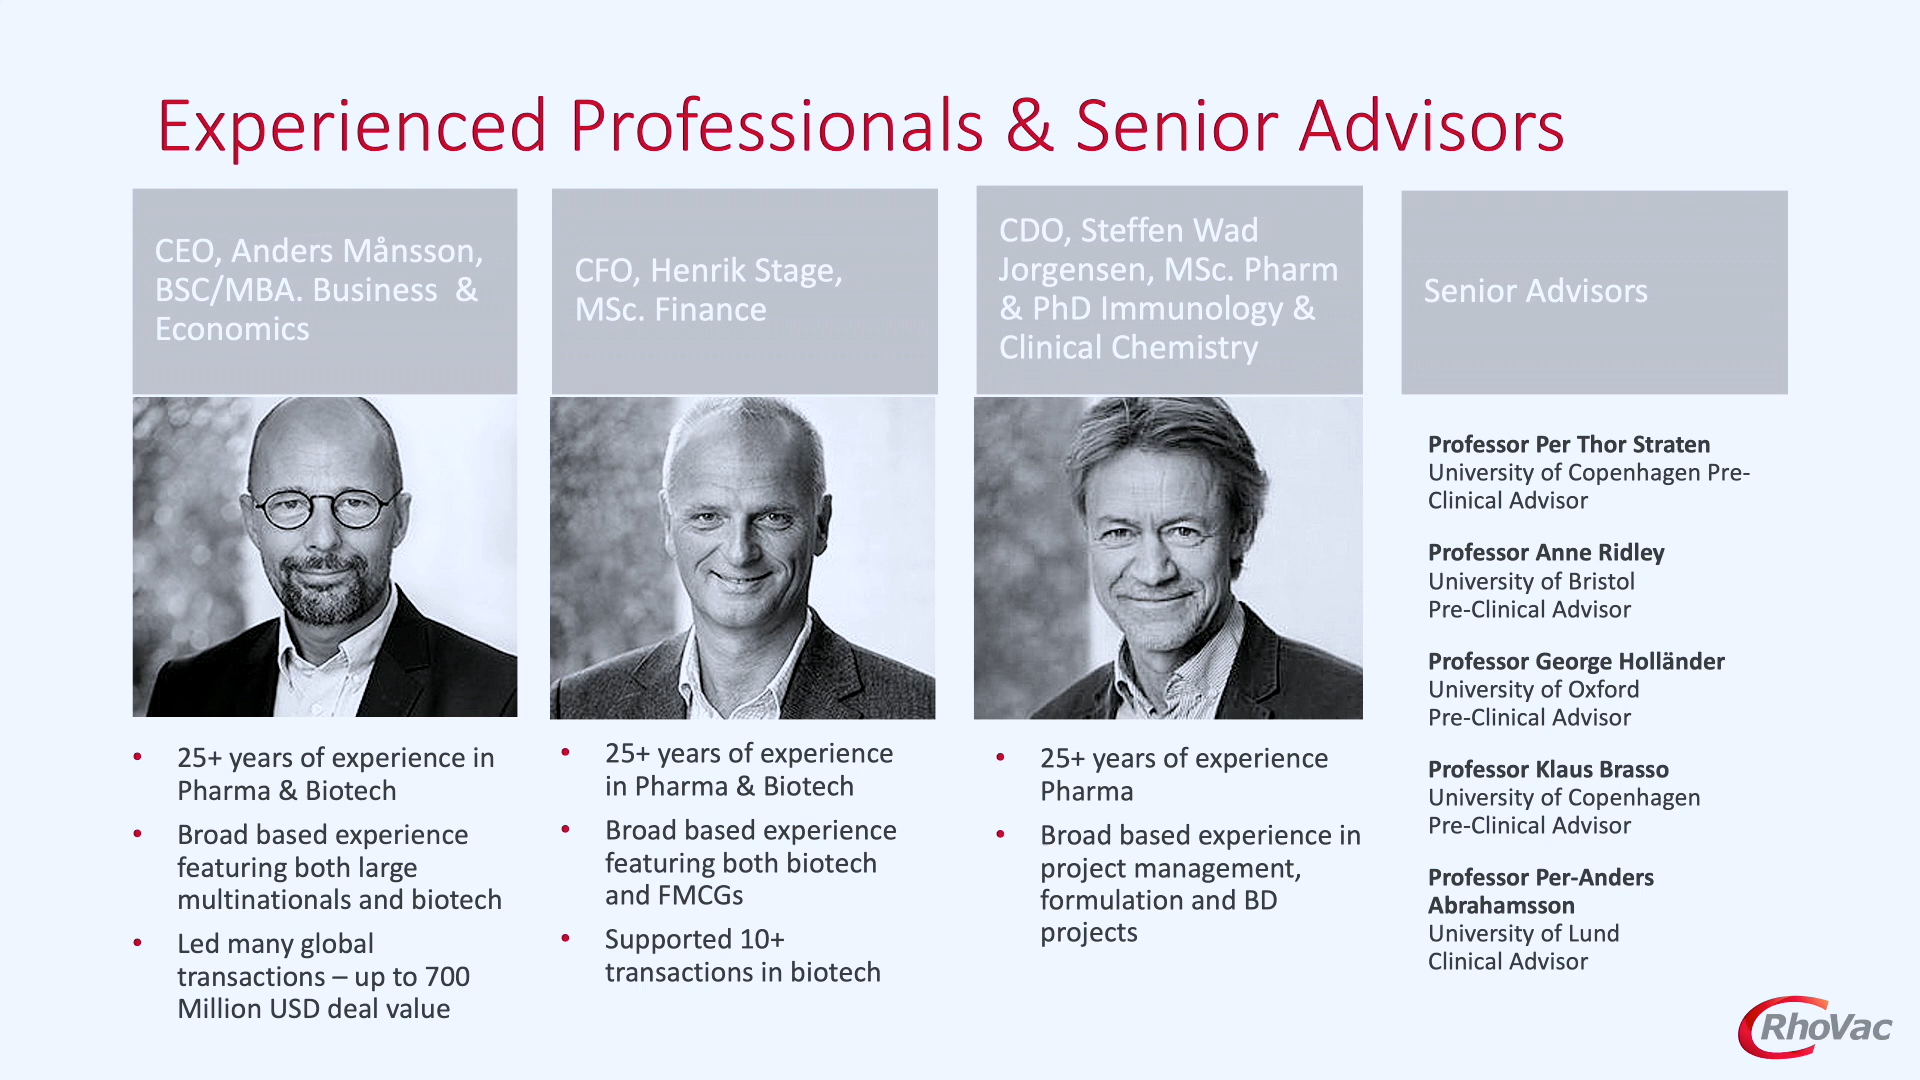 Experienced Professionals & Senior Advisors
CEO, Anders Månsson,
BSC/MBA. Business & 
Economics
CFO, Henrik Stage,
MSc. Finance
CDO, Steffen Wad
Jorgensen, MSc. Pharm
& PhD Immunology &
Clinical Chemistry
Senior Advisors
• 25+ years of experience in
Pharma & Biotech
• Broad based experience
featuring both large
multinationals and biotech
• Led many global
transactions – up to 700
Million USD deal value
• 25+ years of experience
in Pharma & Biotech
• Broad based experience
featuring both biotech
and FMCGs
• Supported 10+
transactions in biotech
• 25+ years of experience
Pharma
• Broad based experience in
project management,
formulation and BD
projects
Professor Per Thor Straten
University of Copenhagen Pre-
Clinical Advisor
Professor Anne Ridley
University of Bristol
Pre-Clinical Advisor
Professor George Holländer
University of Oxford
Pre-Clinical Advisor
Professor Klaus Brasso
University of Copenhagen
Pre-Clinical Advisor
Professor Per-Anders
Abrahamsson
University of Lund
Clinical Advisor
RhoVac